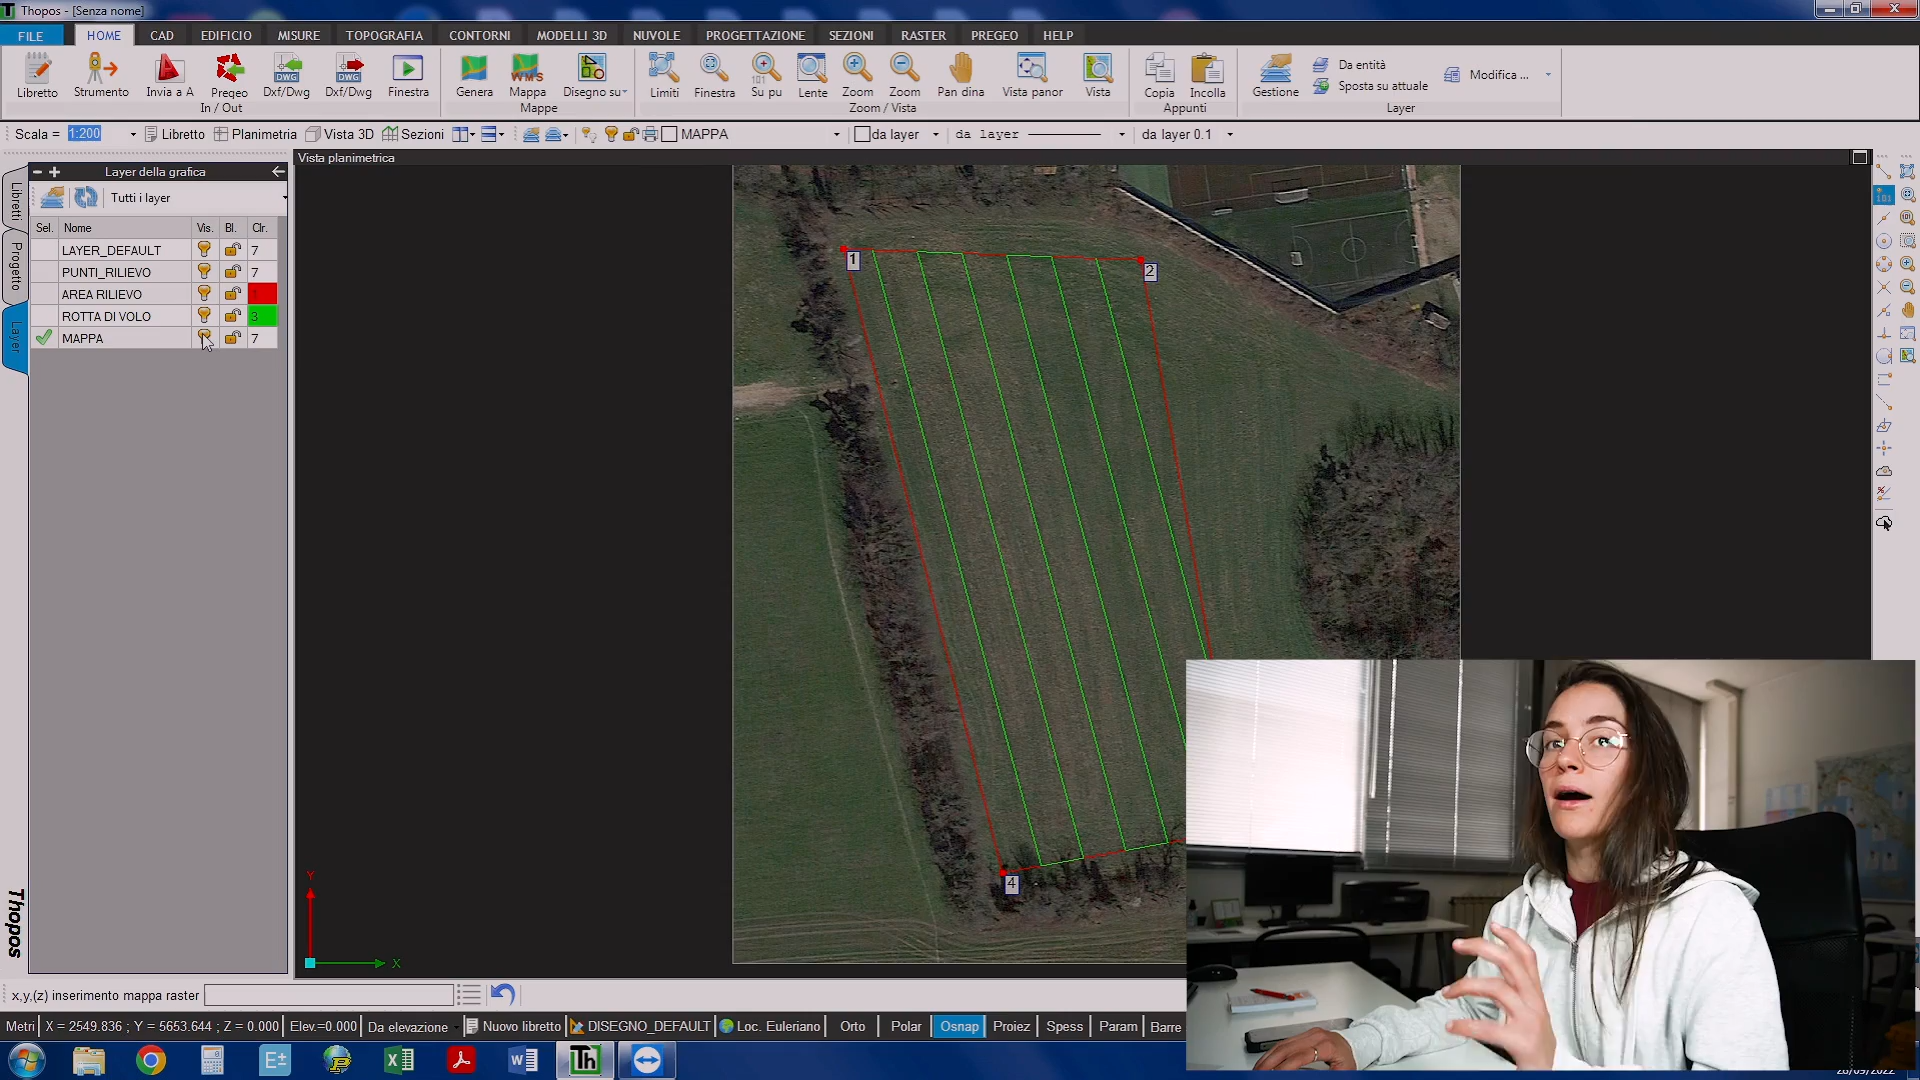 Thopos - [Senza nome]
FILE HOME CAD EDIFICIO MISURE TOPOGRAFIA CONTORNI MODELLI 3D NUVOLE PROGETTAZIONE SEZIONI RASTER PREGEO HELP
Libretto Strumento Invia a A Pregeo Dxf/Dwg Dxf/Dwg Finestra
In / Out
Genera Mappa Disegno su
Mappe
Limiti Finestra Su pu Lente Zoom Zoom Pan dina Vista panor Vista
Zoom / Vista
Copia Incolla
Appunti
Gestione Da entità Sposta su attuale Modifica ...
Layer
Scala = 1:200 Libretto Planimetria Vista 3D Sezioni MAPPA da layer da layer da layer 0.1
Layer della grafica
Vista planimetrica
Tutti i layer
Sel. Nome Vis. Bl. Clr.
LAYER_DEFAULT 7
PUNTI_RILIEVO 7
AREA RILIEVO
ROTTA DI VOLO 3
MAPPA 7
Libretti
Progetto
Layer
1
2
4
Y
X
Thopos
x,y,(z) inserimento mappa raster
Metri X = 2549.836 ; Y = 5653.644 ; Z = 0.000 Elev.=0.000 Da elevazione Nuovo libretto DISEGNO_DEFAULT Loc. Euleriano Orto Polar Osnap Proiez Spess Param Barre